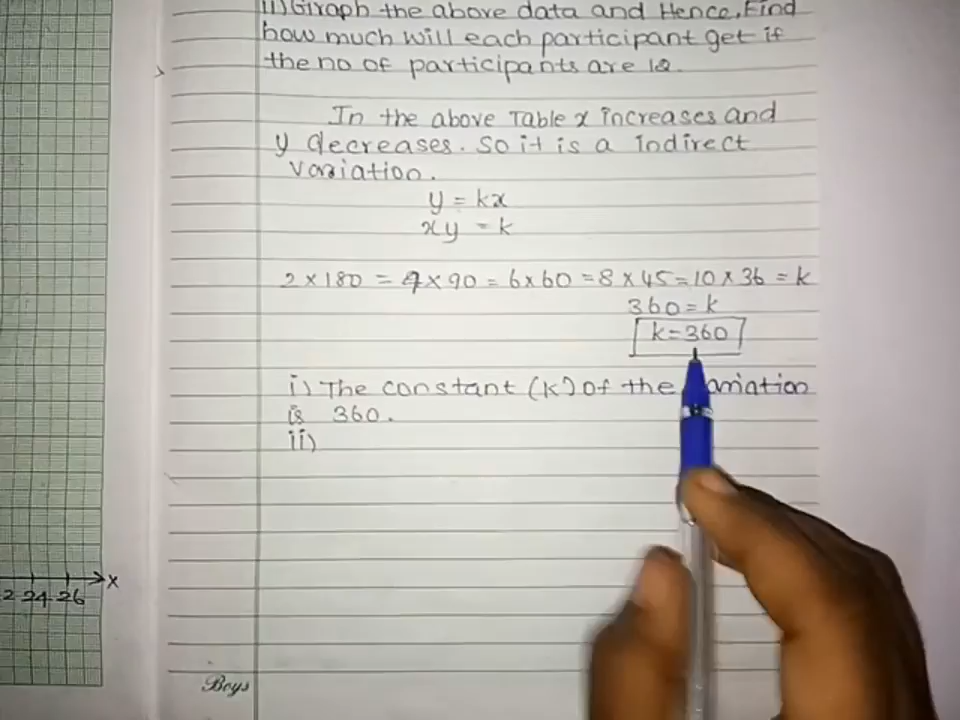 ii) Graph the above data and Hence, Find
how much will each participant get if
the no of participants are 12.
In the above Table x increases and
y decreases. So it is a indirect
variation.
y = kx
xy = k
2 × 180 = 4 × 90 = 6 × 60 = 8 × 45 = 10 × 36 = k
360 = k
k = 360
i) The constant (k) of the variation
is 360.
ii)
x
2 24 26
Boys